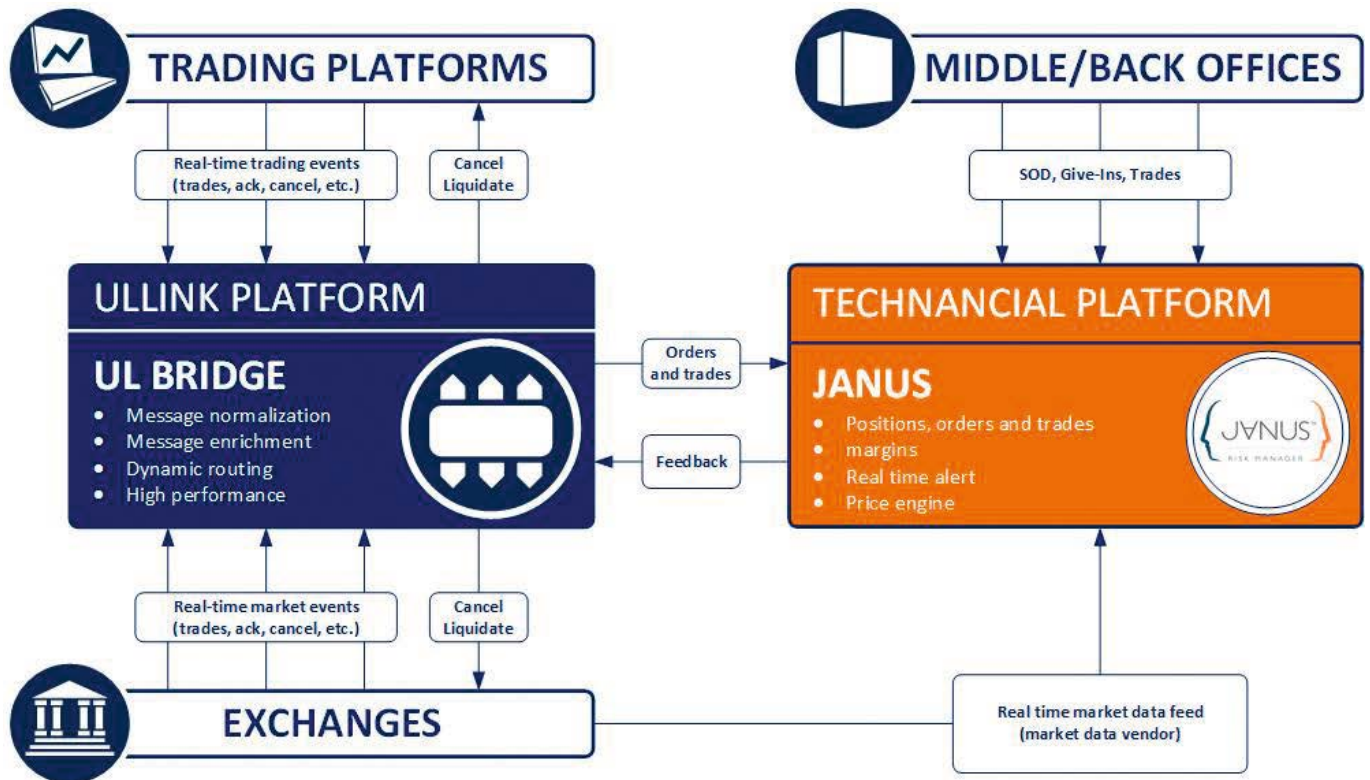 TRADING PLATFORMS
MIDDLE/BACK OFFICES
Real-time trading events
(trades, ack, cancel, etc.)
Cancel
Liquidate
SOD, Give-Ins, Trades
ULLINK PLATFORM
UL BRIDGE
• Message normalization
• Message enrichment
• Dynamic routing
• High performance
Orders
and trades
Feedback
TECHNANCIAL PLATFORM
JANUS
• Positions, orders and trades
• margins
• Real time alert
• Price engine
JANUS™
RISK MANAGER
Real-time market events
(trades, ack, cancel, etc.)
Cancel
Liquidate
EXCHANGES
Real time market data feed
(market data vendor)